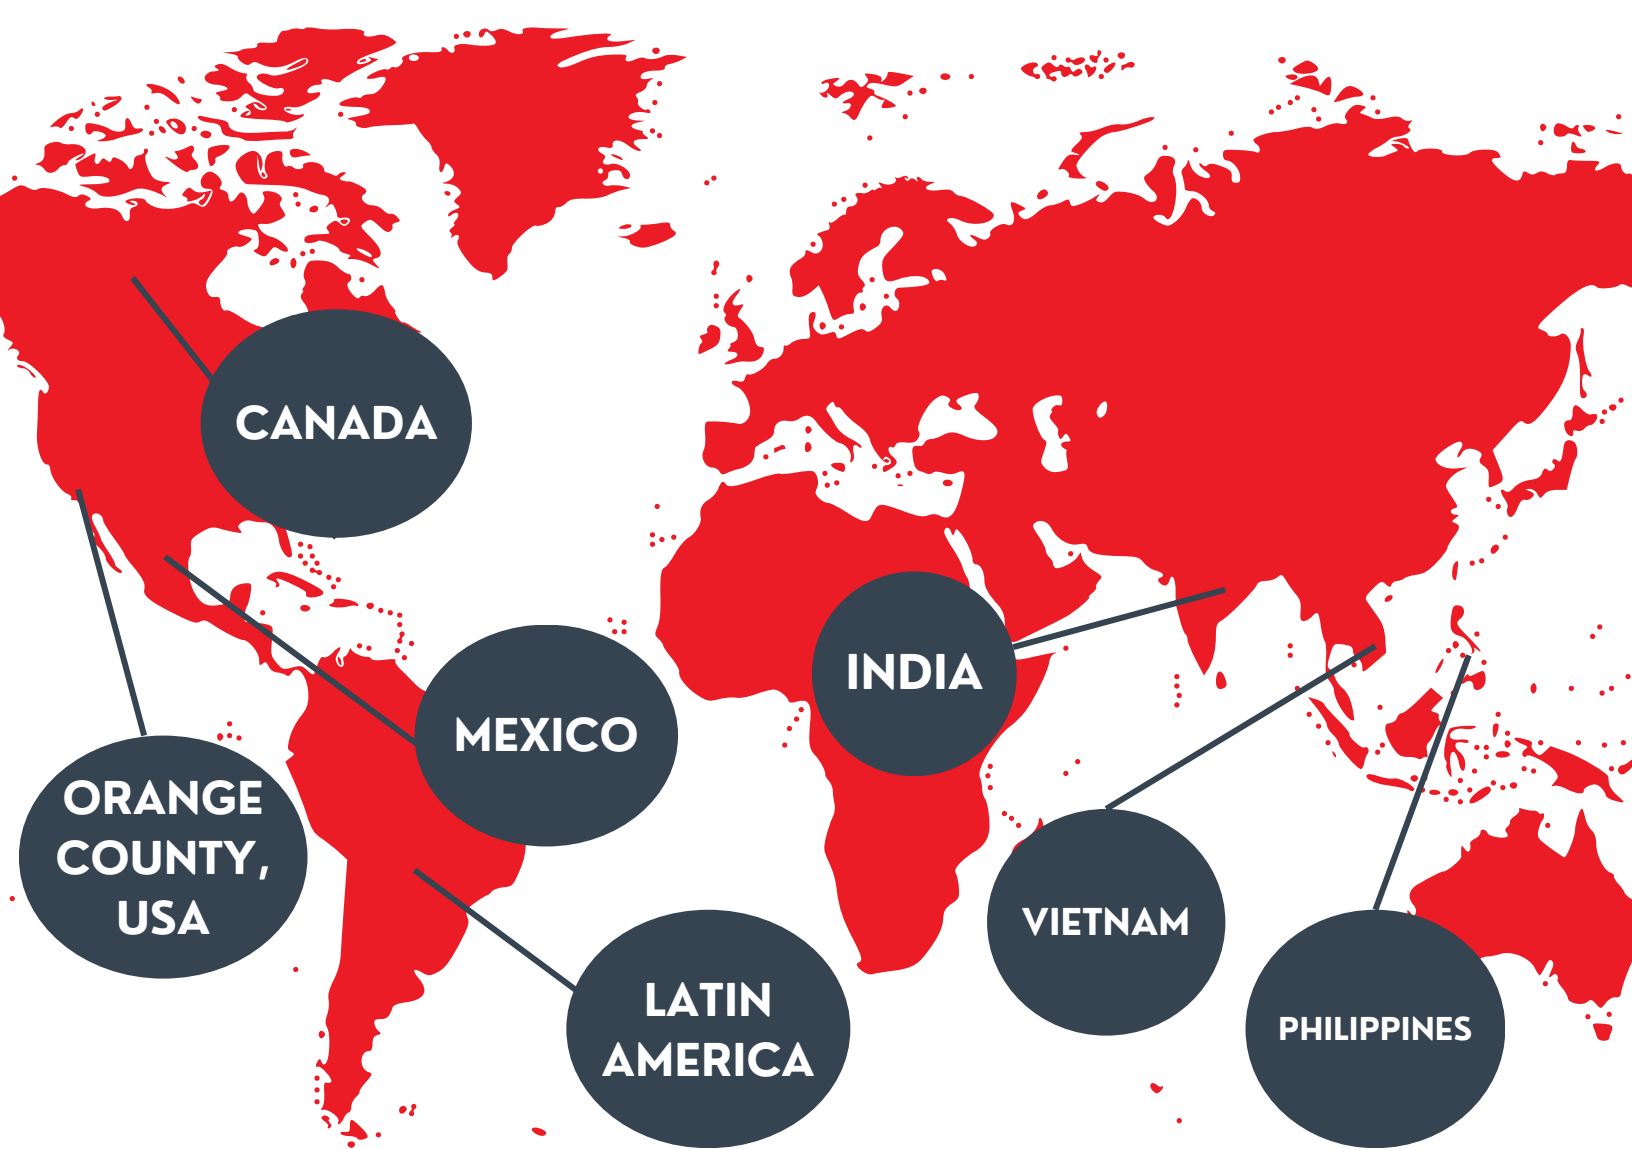 CANADA
INDIA
MEXICO
ORANGE
COUNTY,
USA
VIETNAM
LATIN
AMERICA
PHILIPPINES